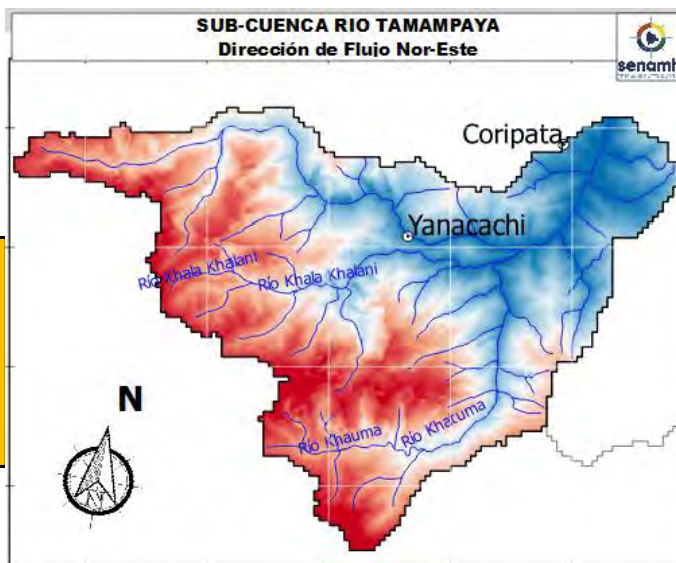 SUB-CUENCA RIO TAMAMPAYA
Dirección de Flujo Nor-Este
senamhi
Coripata
Yanacachi
Río Khala Khalani
Río Khala Khalani
N
Río Khauma
Río Khatuma